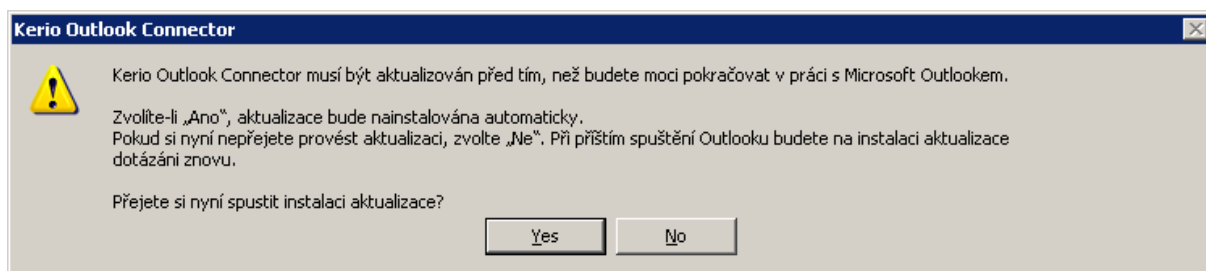 Kerio Outlook Connector
Kerio Outlook Connector musí být aktualizován před tím, než budete moci pokračovat v práci s Microsoft Outlookem.
Zvolíte-li „Ano“, aktualizace bude nainstalována automaticky.
Pokud si nyní nepřejete provést aktualizaci, zvolte „Ne“. Při příštím spuštění Outlooku budete na instalaci aktualizace
dotázáni znovu.
Přejete si nyní spustit instalaci aktualizace?
Yes No